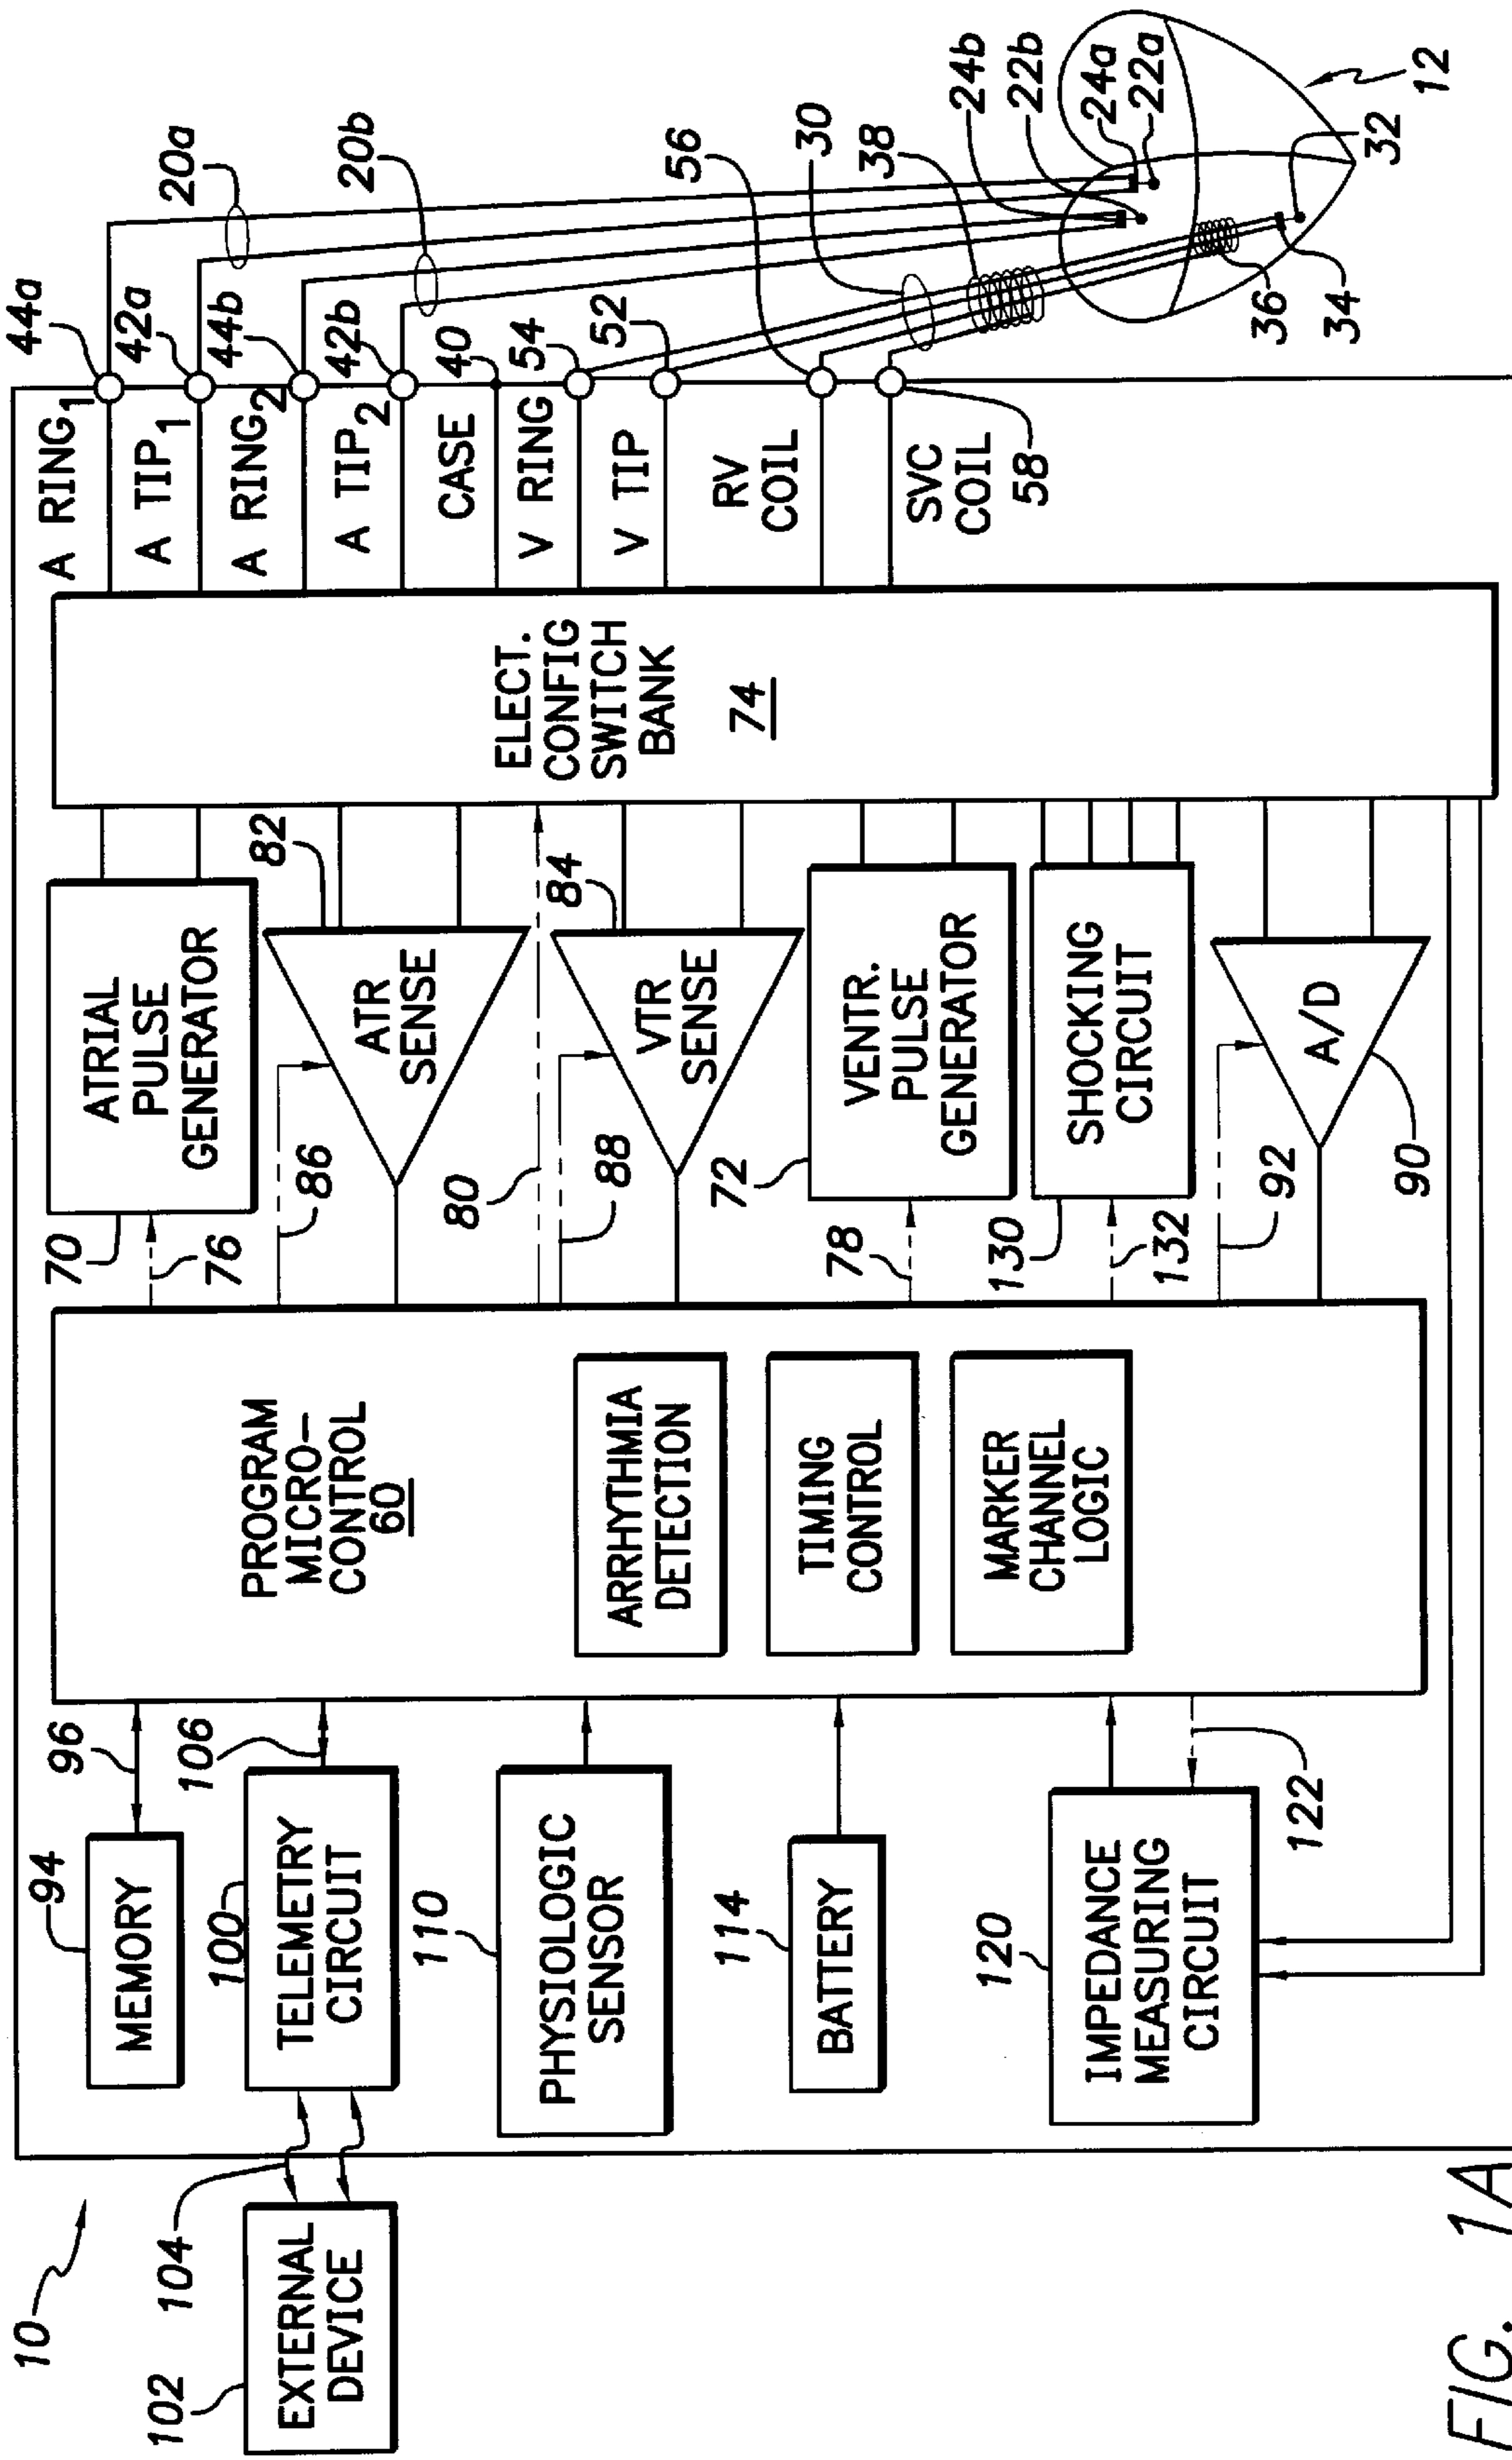 10
102
EXTERNAL
DEVICE
104
94
MEMORY
96
100
TELEMETRY
CIRCUIT
106
110
PHYSIOLOGIC
SENSOR
114
BATTERY
120
IMPEDANCE
MEASURING
CIRCUIT
122
PROGRAM
MICRO-
CONTROL
60
ARRHYTHMIA
DETECTION
TIMING
CONTROL
MARKER
CHANNEL
LOGIC
70
76
ATRIAL
PULSE
GENERATOR
86
82
ATR
SENSE
80
88
84
VTR
SENSE
72
78
VENTR.
PULSE
GENERATOR
130
132
SHOCKING
CIRCUIT
92
90
A/D
ELECT.
CONFIG
SWITCH
BANK
74
A RING1
A TIP1
A RING2
A TIP2
CASE
V RING
V TIP
RV
COIL
SVC
COIL
44a
42a
44b
42b
40
54
52
56
58
20a
20b
30
38
24b
22b
24a
22a
36
34
32
12
FIG. 1A